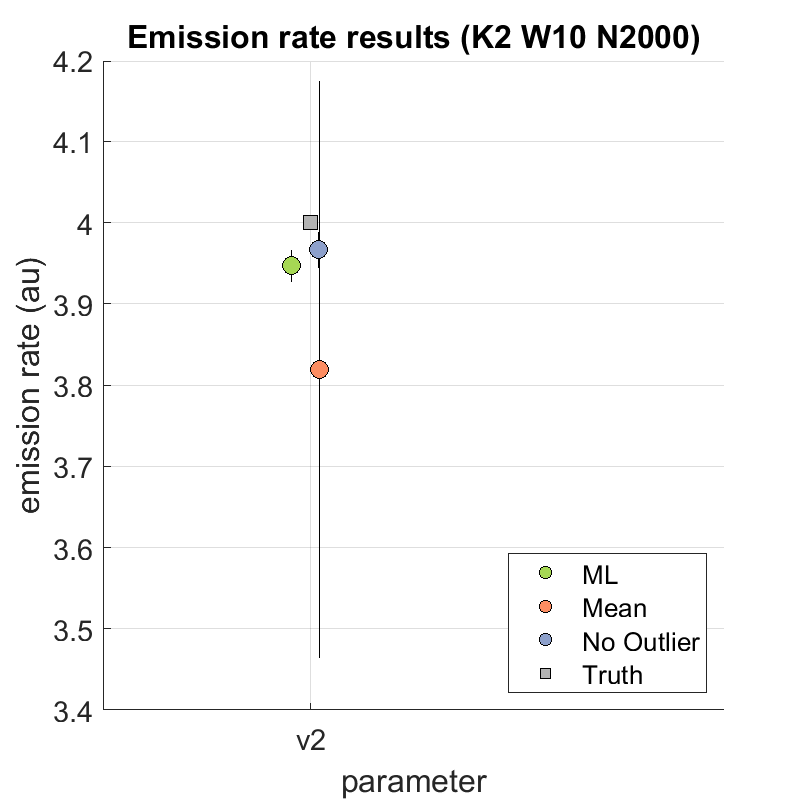 Emission rate results (K2 W10 N2000)
4.2
4.1
4
3.9
3.8
3.7
3.6
3.5
3.4
emission rate (au)
ML
Mean
No Outlier
Truth
v2
parameter